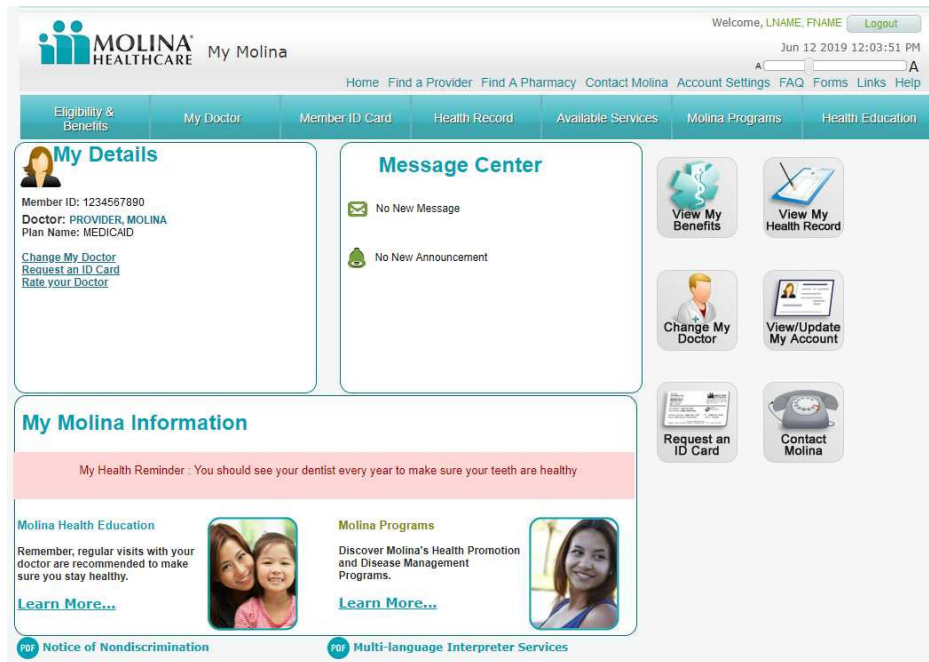 Welcome, LNAME, FNAME Logout
MOLINA
HEALTHCARE
My Molina
Jun 12 2019 12:03:51 PM
A A
Home Find a Provider Find A Pharmacy Contact Molina Account Settings FAQ Forms Links Help
Eligibility &
Benefits
My Doctor
Member ID Card
Health Record
Available Services
Molina Programs
Health Education
My Details
Member ID: 1234567890
Doctor: PROVIDER, MOLINA
Plan Name: MEDICAID
Change My Doctor
Request an ID Card
Rate your Doctor
Message Center
No New Message
No New Announcement
View My
Benefits
View My
Health Record
Change My
Doctor
View/Update
My Account
Request an
ID Card
Contact
Molina
My Molina Information
My Health Reminder : You should see your dentist every year to make sure your teeth are healthy
Molina Health Education
Remember, regular visits with your
doctor are recommended to make
sure you stay healthy.
Learn More...
Molina Programs
Discover Molina's Health Promotion
and Disease Management
Programs.
Learn More...
PDF Notice of Nondiscrimination
PDF Multi-language Interpreter Services